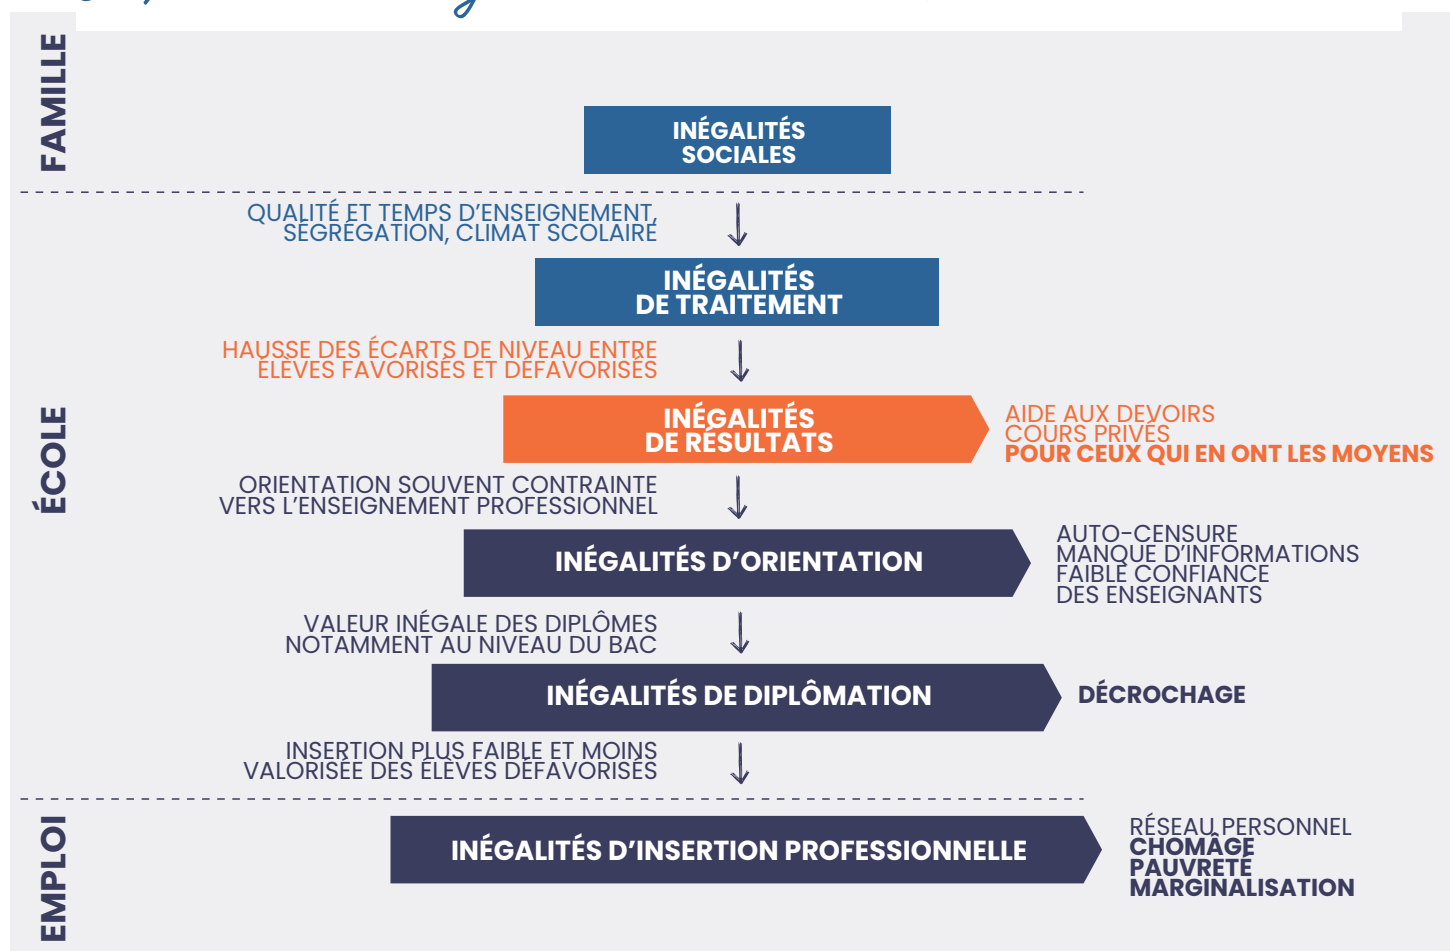 FAMILLE
INÉGALITÉS
SOCIALES
QUALITÉ ET TEMPS D'ENSEIGNEMENT,
SÉGRÉGATION, CLIMAT SCOLAIRE
INÉGALITÉS
DE TRAITEMENT
HAUSSE DES ÉCARTS DE NIVEAU ENTRE
ÉLÈVES FAVORISÉS ET DÉFAVORISÉS
ÉCOLE
INÉGALITÉS
DE RÉSULTATS
AIDE AUX DEVOIRS
COURS PRIVÉS
POUR CEUX QUI EN ONT LES MOYENS
ORIENTATION SOUVENT CONTRAINTE
VERS L'ENSEIGNEMENT PROFESSIONNEL
INÉGALITÉS D'ORIENTATION
AUTO-CENSURE
MANQUE D'INFORMATIONS
FAIBLE CONFIANCE
DES ENSEIGNANTS
VALEUR INÉGALE DES DIPLÔMES
NOTAMMENT AU NIVEAU DU BAC
INÉGALITÉS DE DIPLÔMATION
DÉCROCHAGE
INSERTION PLUS FAIBLE ET MOINS
VALORISÉE DES ÉLÈVES DÉFAVORISÉS
EMPLOI
INÉGALITÉS D'INSERTION PROFESSIONNELLE
RÉSEAU PERSONNEL
CHOMÂGE
PAUVRETÉ
MARGINALISATION